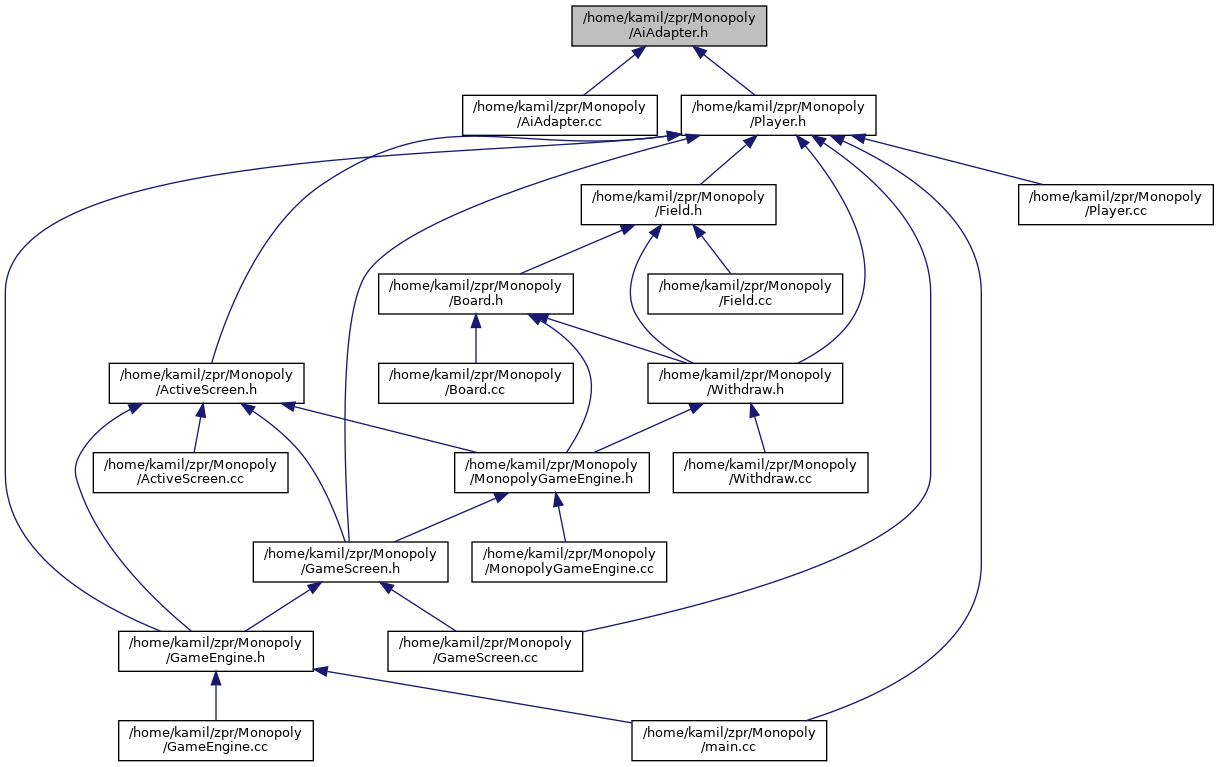 /home/kamil/zpr/Monopoly
/AiAdapter.h
/home/kamil/zpr/Monopoly
/AiAdapter.cc
/home/kamil/zpr/Monopoly
/Player.h
/home/kamil/zpr/Monopoly
/Field.h
/home/kamil/zpr/Monopoly
/Player.cc
/home/kamil/zpr/Monopoly
/Board.h
/home/kamil/zpr/Monopoly
/Field.cc
/home/kamil/zpr/Monopoly
/ActiveScreen.h
/home/kamil/zpr/Monopoly
/Board.cc
/home/kamil/zpr/Monopoly
/Withdraw.h
/home/kamil/zpr/Monopoly
/ActiveScreen.cc
/home/kamil/zpr/Monopoly
/MonopolyGameEngine.h
/home/kamil/zpr/Monopoly
/Withdraw.cc
/home/kamil/zpr/Monopoly
/GameScreen.h
/home/kamil/zpr/Monopoly
/MonopolyGameEngine.cc
/home/kamil/zpr/Monopoly
/GameEngine.h
/home/kamil/zpr/Monopoly
/GameScreen.cc
/home/kamil/zpr/Monopoly
/GameEngine.cc
/home/kamil/zpr/Monopoly
/main.cc